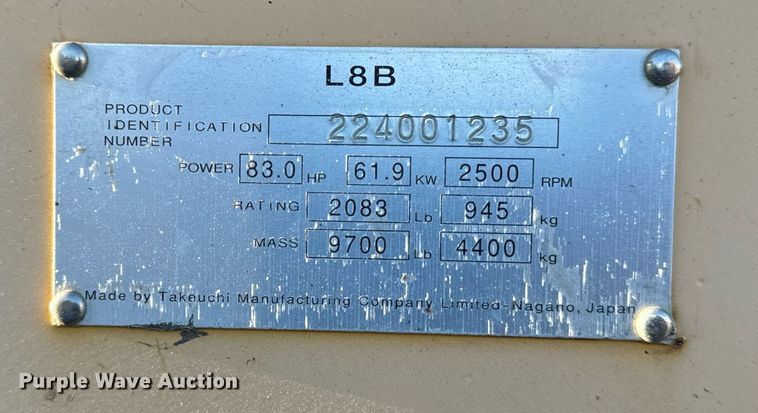 L8B
PRODUCT
IDENTIFICATION 224001235
NUMBER
POWER 83.0 HP 61.9 KW 2500 RPM
RATING 2083 Lb 945 kg
MASS 9700 Lb 4400 kg
Made by Takeuchi Manufacturing Company Limited-Nagano, Japan
Purple Wave Auction